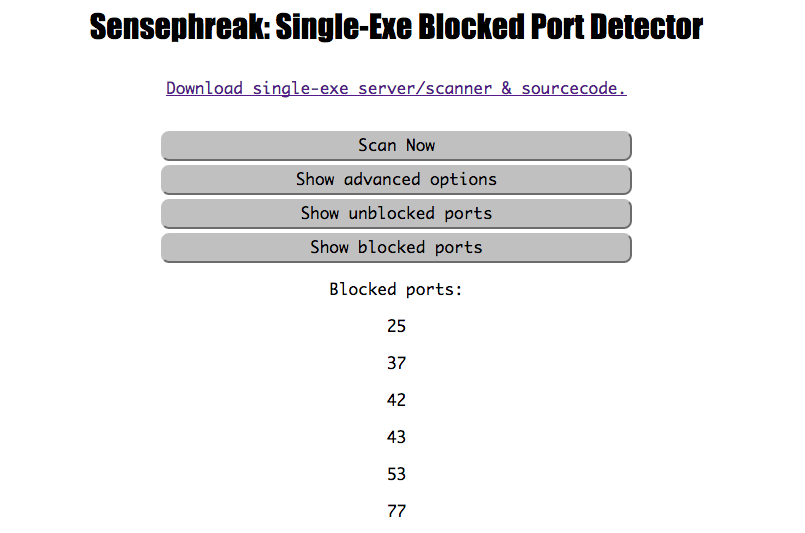 Sensephreak: Single-Exe Blocked Port Detector
Download single-exe server/scanner & sourcecode.
Scan Now
Show advanced options
Show unblocked ports
Show blocked ports
Blocked ports:
25
37
42
43
53
77